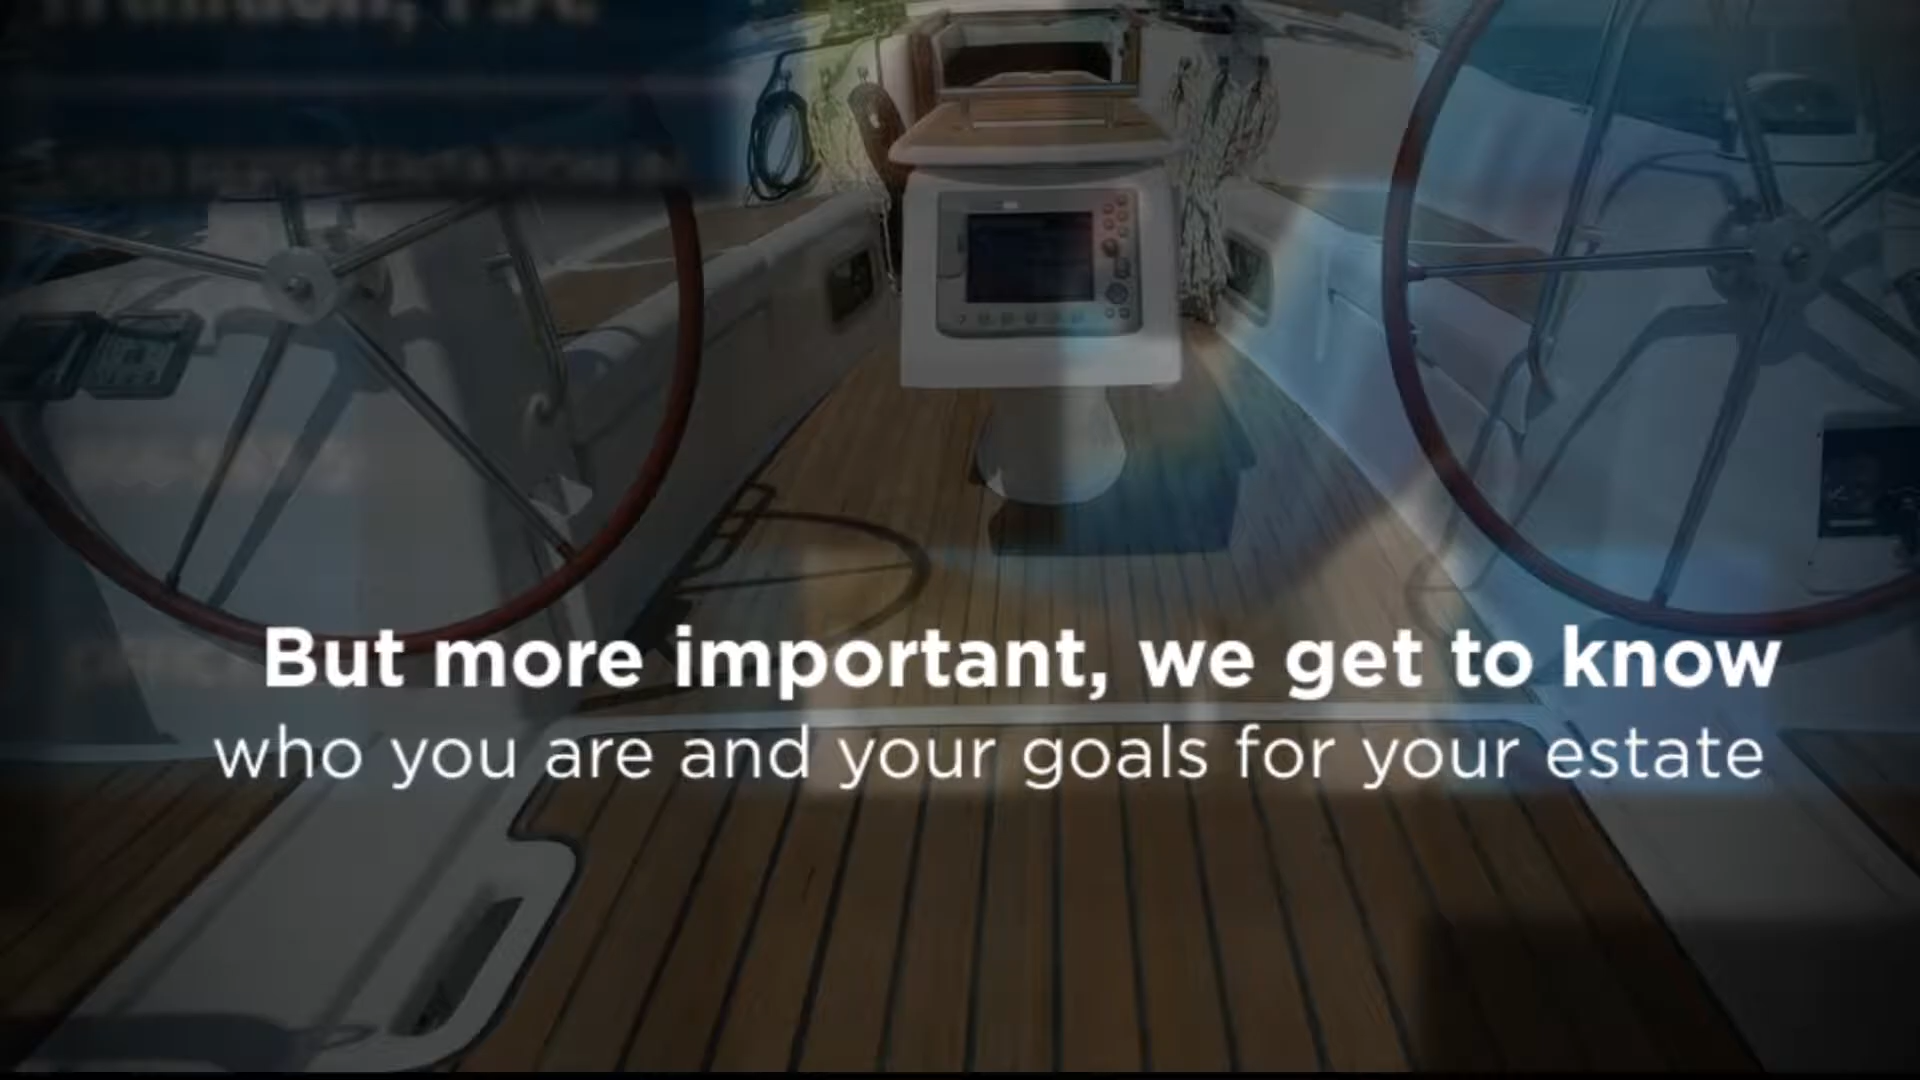 But more important, we get to know
who you are and your goals for your estate